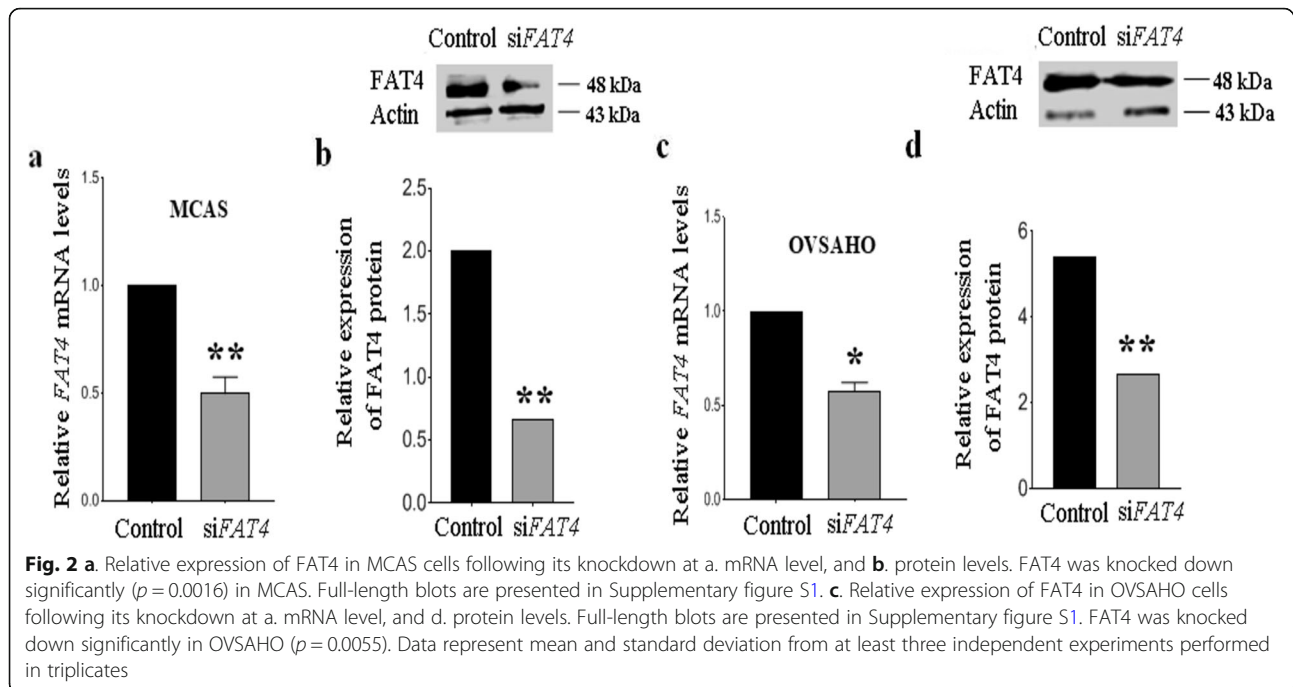 Control siFAT4
FAT4 — 48 kDa
Actin — 43 kDa
Control siFAT4
FAT4 — 48 kDa
Actin — 43 kDa
a
Relative FAT4 mRNA levels
1.5
1.0
0.5
0.0
MCAS
**
Control siFAT4
b
Relative expression
of FAT4 protein
2.5
2.0
1.5
1.0
0.5
0.0
**
Control siFAT4
c
Relative FAT4 mRNA levels
1.5
1.0
0.5
0.0
OVSAHO
*
Control siFAT4
d
Relative expression
of FAT4 protein
6
4
2
0
**
Control siFAT4
Fig. 2 a. Relative expression of FAT4 in MCAS cells following its knockdown at a. mRNA level, and b. protein levels. FAT4 was knocked down
significantly (p = 0.0016) in MCAS. Full-length blots are presented in Supplementary figure S1. c. Relative expression of FAT4 in OVSAHO cells
following its knockdown at a. mRNA level, and d. protein levels. Full-length blots are presented in Supplementary figure S1. FAT4 was knocked
down significantly in OVSAHO (p = 0.0055). Data represent mean and standard deviation from at least three independent experiments performed
in triplicates